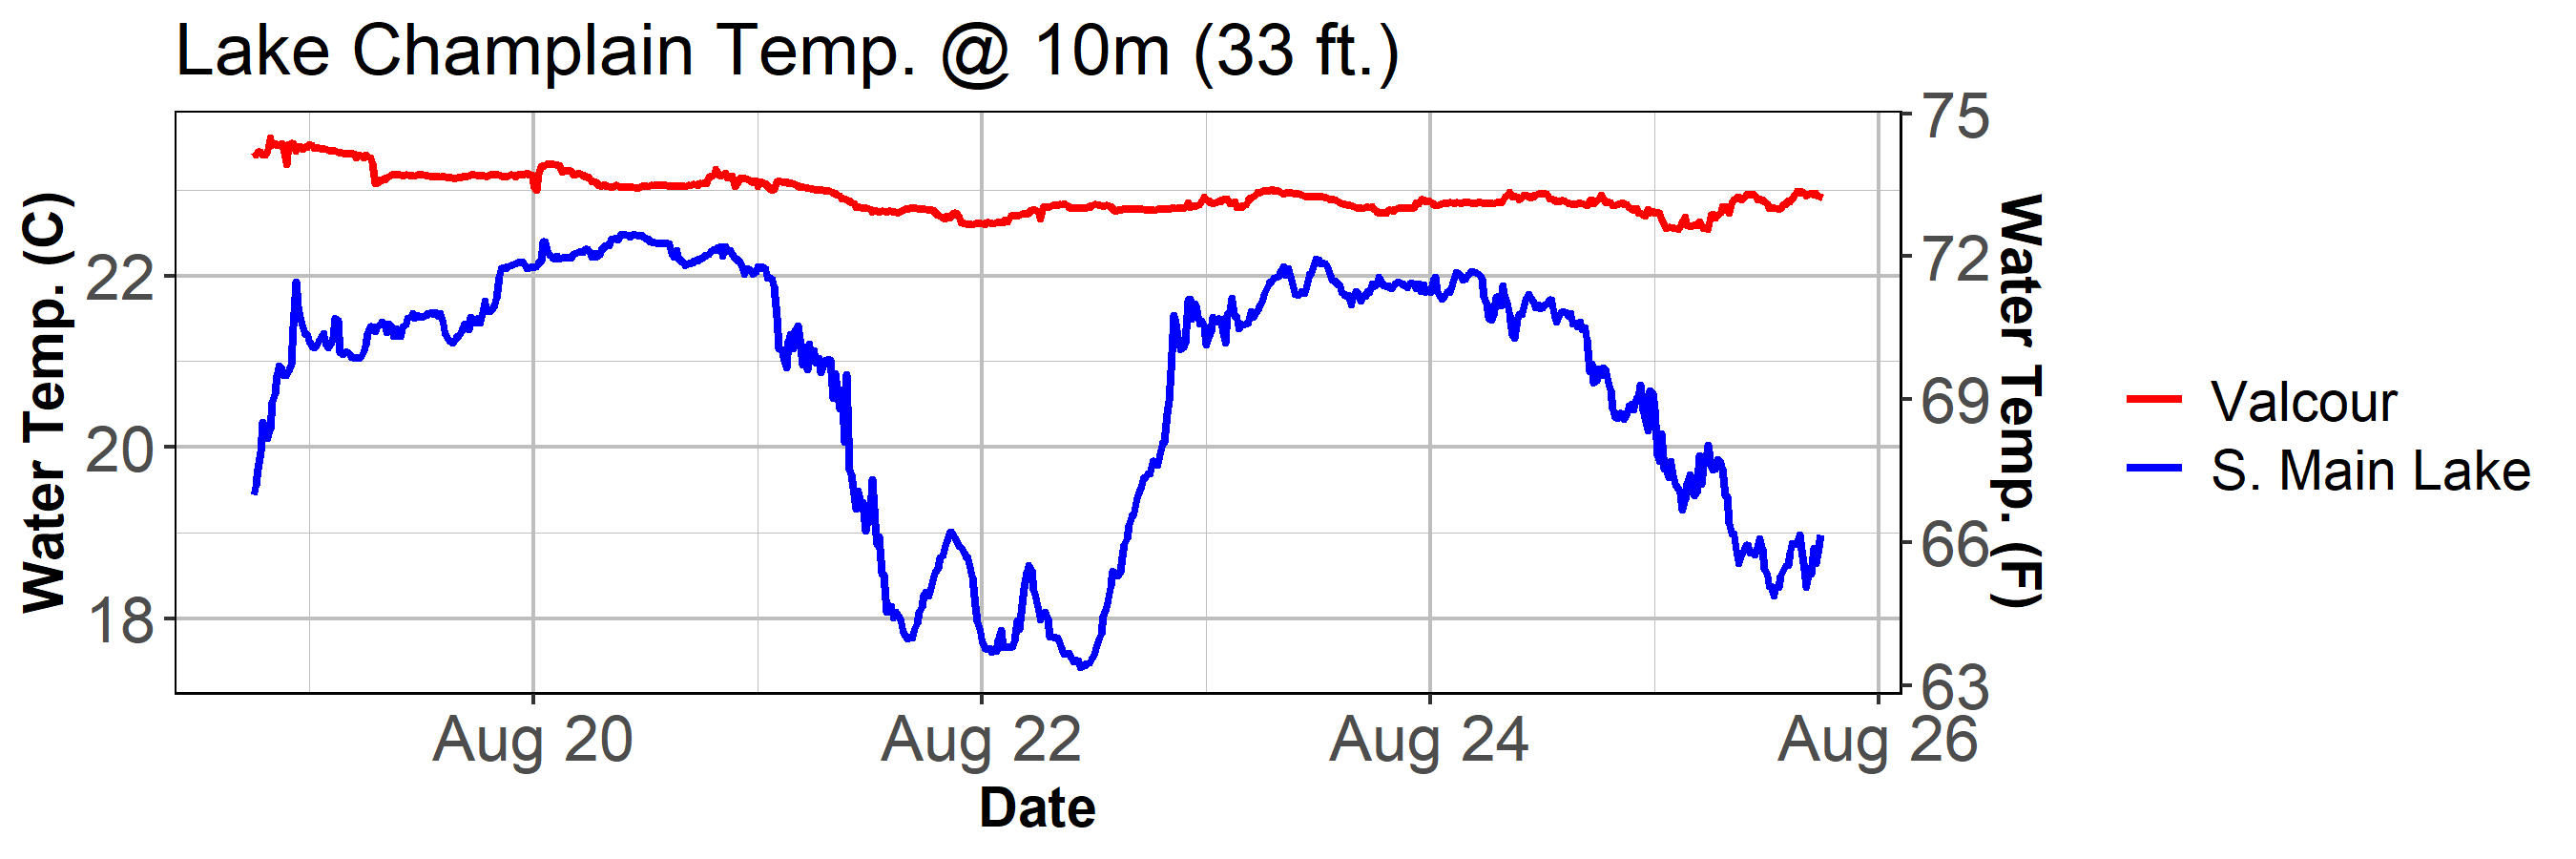 Lake Champlain Temp. @ 10m (33 ft.)
Water Temp. (C)
22
20
18
75
72
69
66
63
Water Temp. (F)
Aug 20
Aug 22
Aug 24
Aug 26
Date
Valcour
S. Main Lake